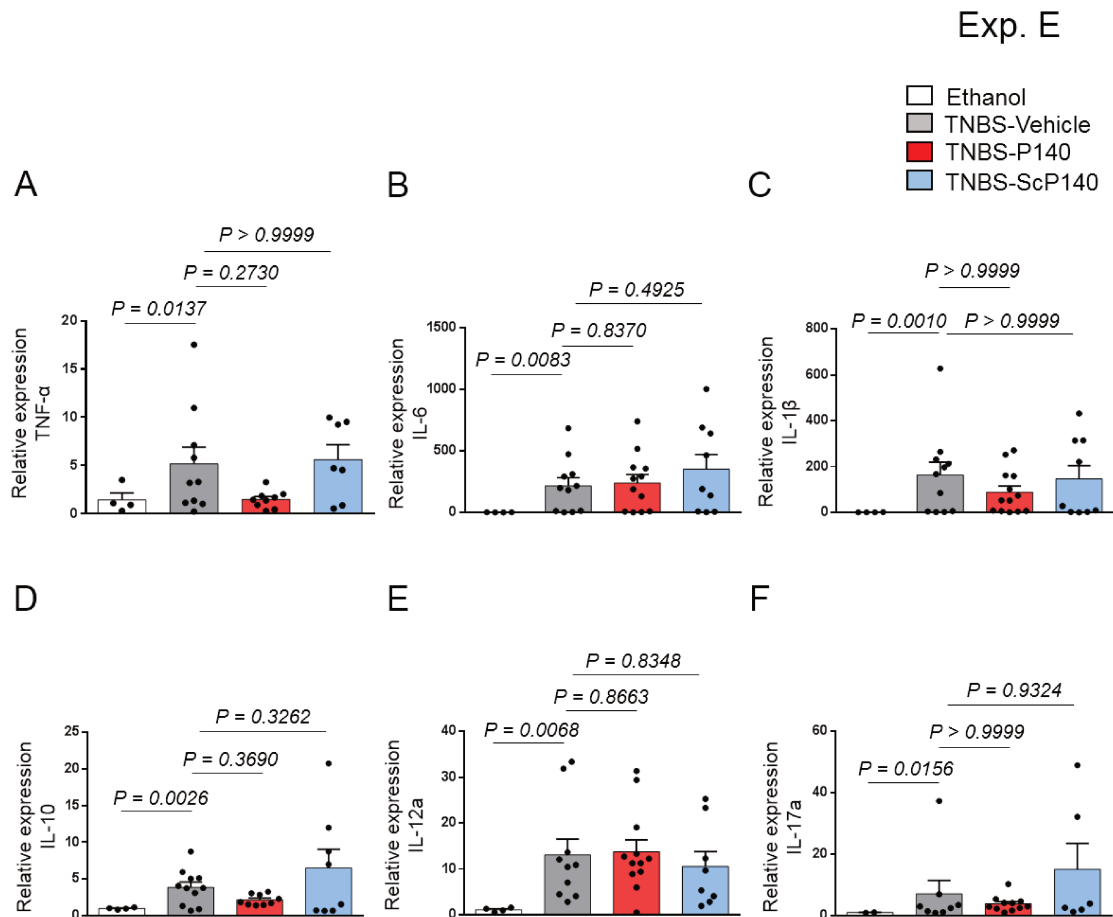 Exp. E
Ethanol
TNBS-Vehicle
TNBS-P140
TNBS-ScP140
A
P > 0.9999
P = 0.2730
P = 0.0137
Relative expression
TNF-α
20
15
10
5
0
B
P = 0.4925
P = 0.8370
P = 0.0083
Relative expression
IL-6
1500
1000
500
0
C
P > 0.9999
P = 0.0010
P > 0.9999
Relative expression
IL-1β
800
600
400
200
0
D
P = 0.3262
P = 0.3690
P = 0.0026
Relative expression
IL-10
25
20
15
10
5
0
E
P = 0.8348
P = 0.8663
P = 0.0068
Relative expression
IL-12a
40
30
20
10
0
F
P = 0.9324
P > 0.9999
P = 0.0156
Relative expression
IL-17a
60
40
20
0